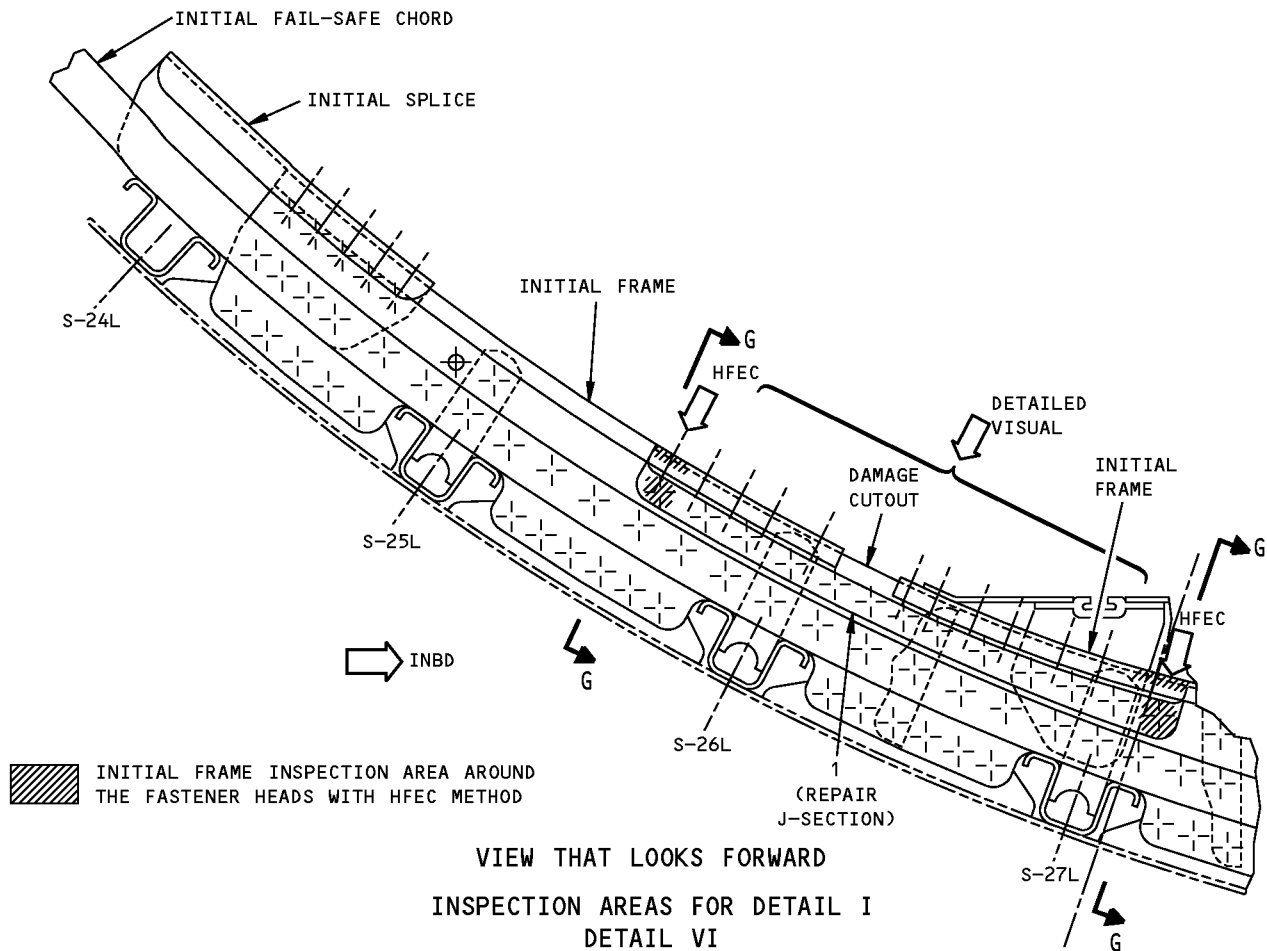 INITIAL FAIL-SAFE CHORD
INITIAL SPLICE
INITIAL FRAME
S-24L
G
HFEC
DETAILED
VISUAL
DAMAGE
CUTOUT
INITIAL
FRAME
S-25L
G
HFEC
INBD
G
S-26L
1
(REPAIR
J-SECTION)
INITIAL FRAME INSPECTION AREA AROUND
THE FASTENER HEADS WITH HFEC METHOD
S-27L
G
VIEW THAT LOOKS FORWARD
INSPECTION AREAS FOR DETAIL I
DETAIL VI